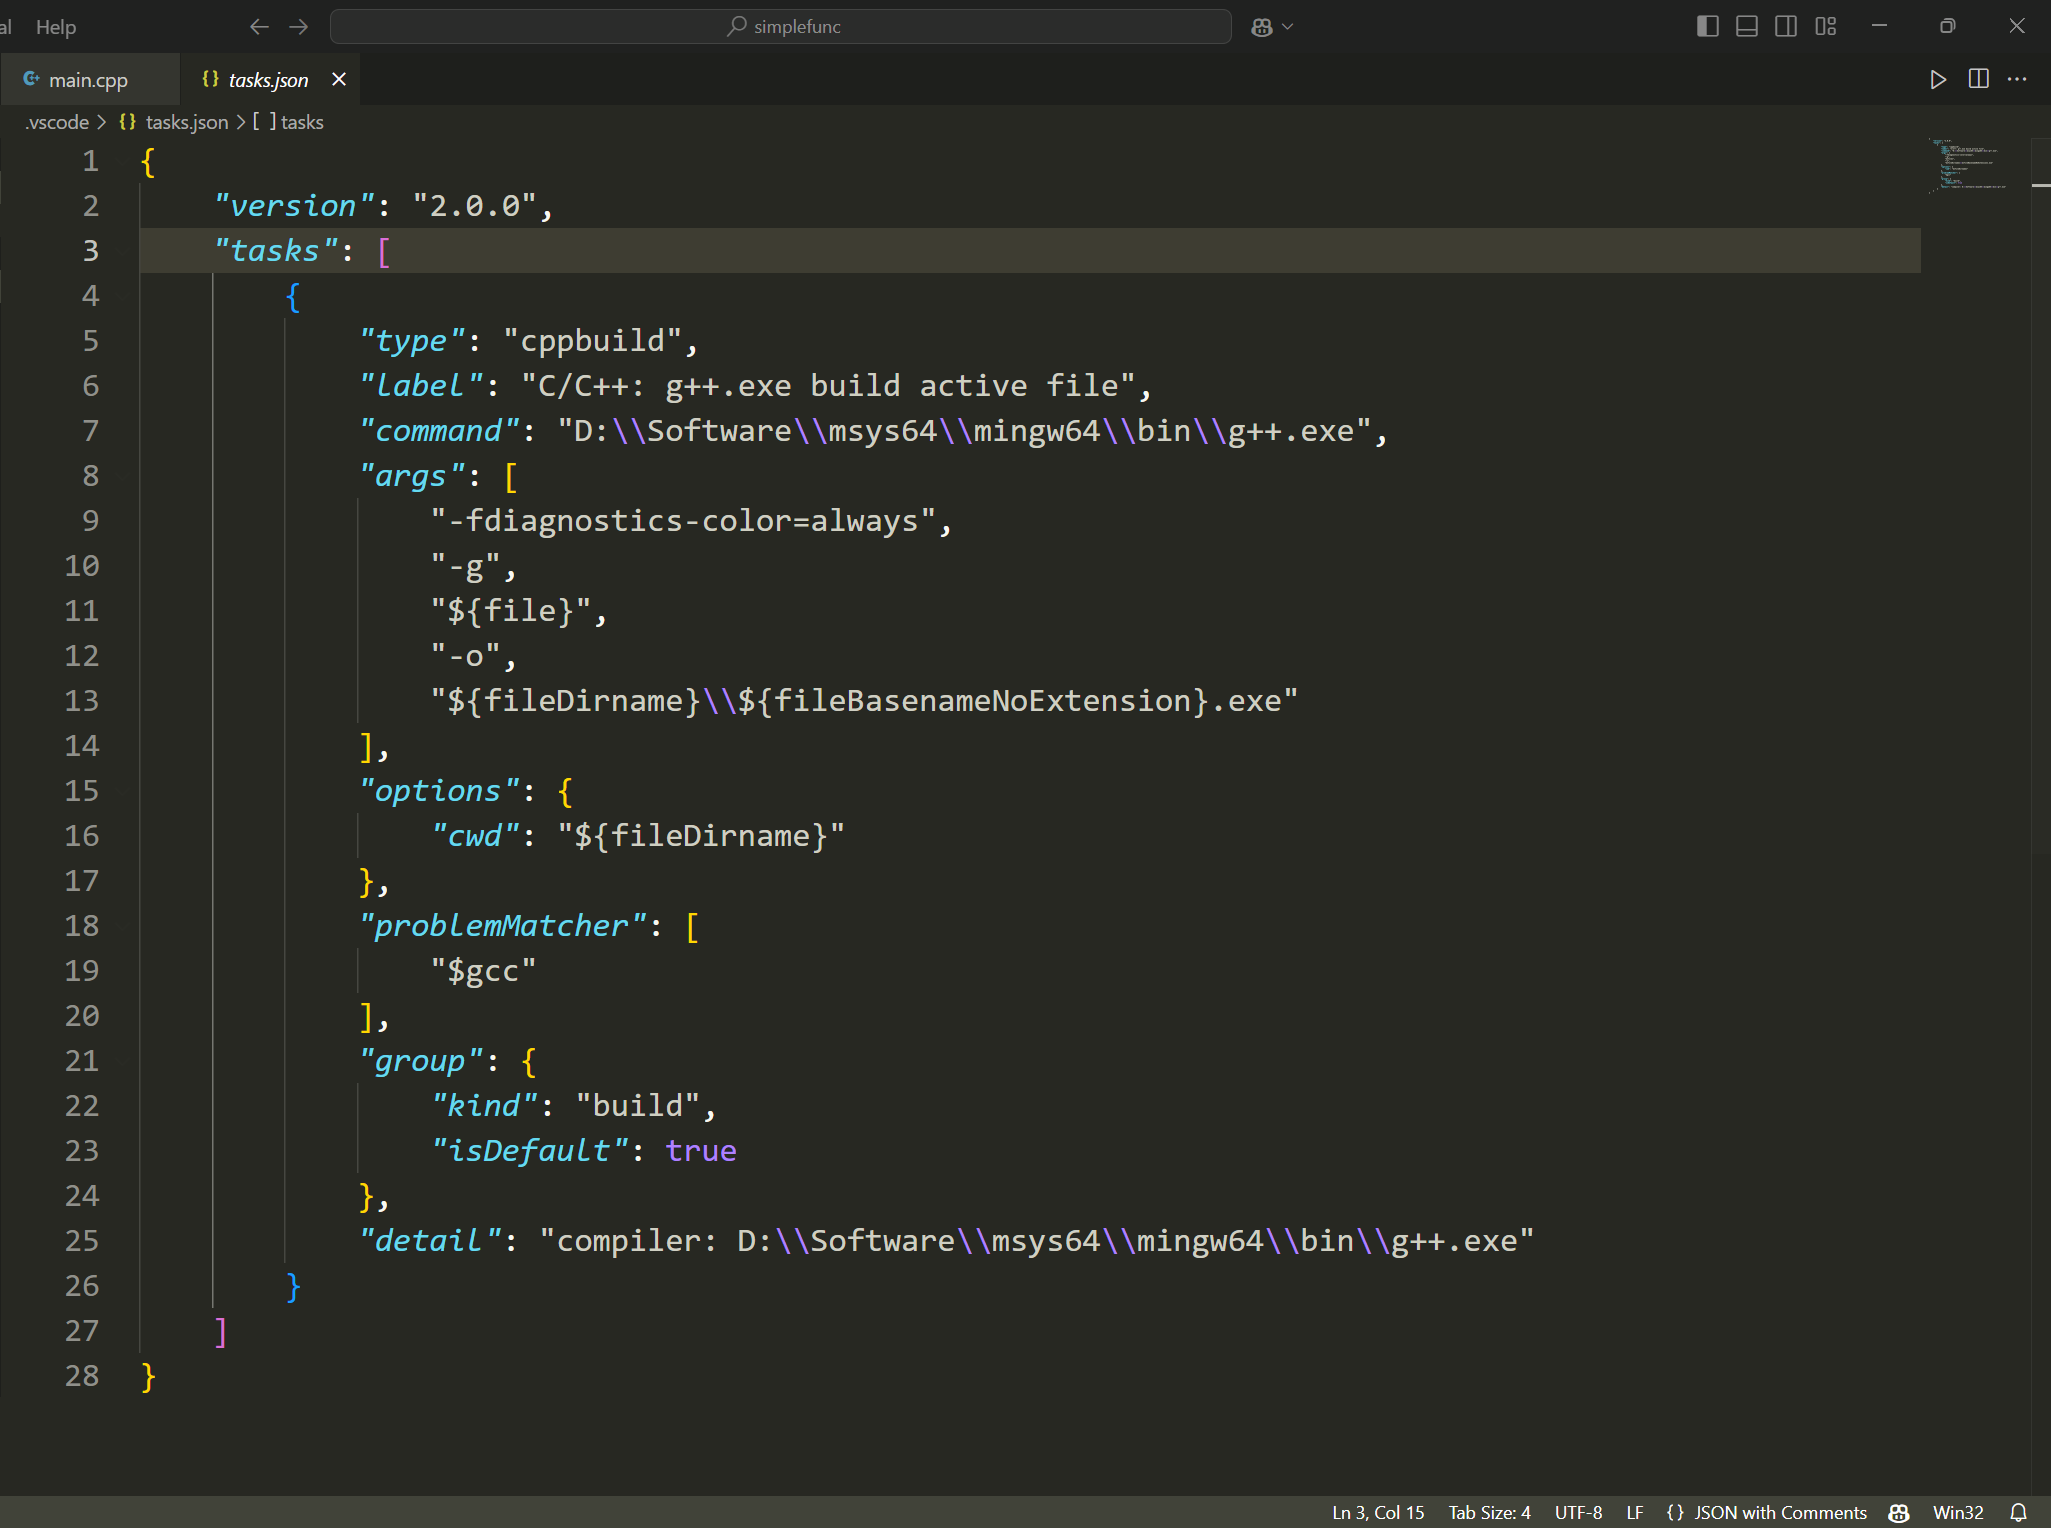 Help
simplefunc
main.cpp
{} tasks.json
.vscode > {} tasks.json > [ ] tasks
1 {
2 "version": "2.0.0",
3 "tasks": [
4 {
5 "type": "cppbuild",
6 "label": "C/C++: g++.exe build active file",
7 "command": "D:\\Software\\msys64\\mingw64\\bin\\g++.exe",
8 "args": [
9 "-fdiagnostics-color=always",
10 "-g",
11 "${file}",
12 "-o",
13 "${fileDirname}\\${fileBasenameNoExtension}.exe"
14 ],
15 "options": {
16 "cwd": "${fileDirname}"
17 },
18 "problemMatcher": [
19 "$gcc"
20 ],
21 "group": {
22 "kind": "build",
23 "isDefault": true
24 },
25 "detail": "compiler: D:\\Software\\msys64\\mingw64\\bin\\g++.exe"
26 }
27 ]
28 }
Ln 3, Col 15 Tab Size: 4 UTF-8 LF {} JSON with Comments Win32